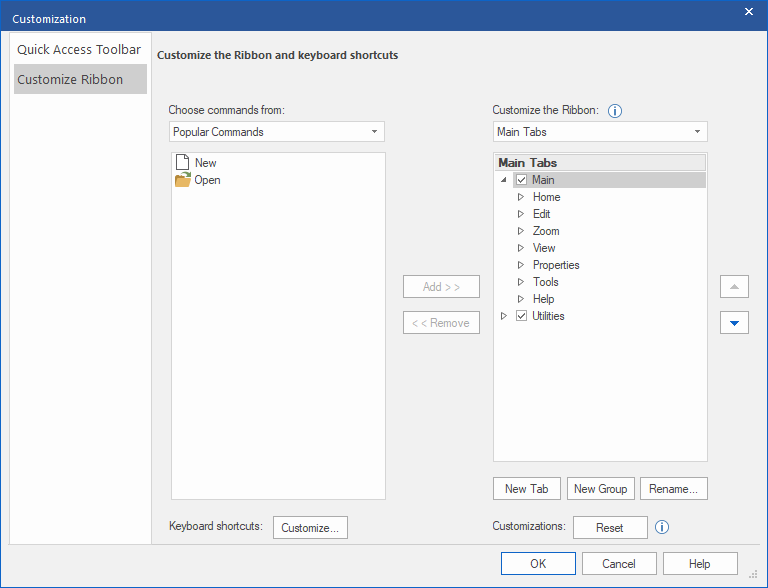 Customization
Quick Access Toolbar
Customize Ribbon
Customize the Ribbon and keyboard shortcuts
Choose commands from:
Popular Commands
New
Open
Add > >
< < Remove
Customize the Ribbon:
Main Tabs
Main Tabs
Main
Home
Edit
Zoom
View
Properties
Tools
Help
Utilities
New Tab
New Group
Rename...
Keyboard shortcuts:
Customize...
Customizations:
Reset
OK
Cancel
Help